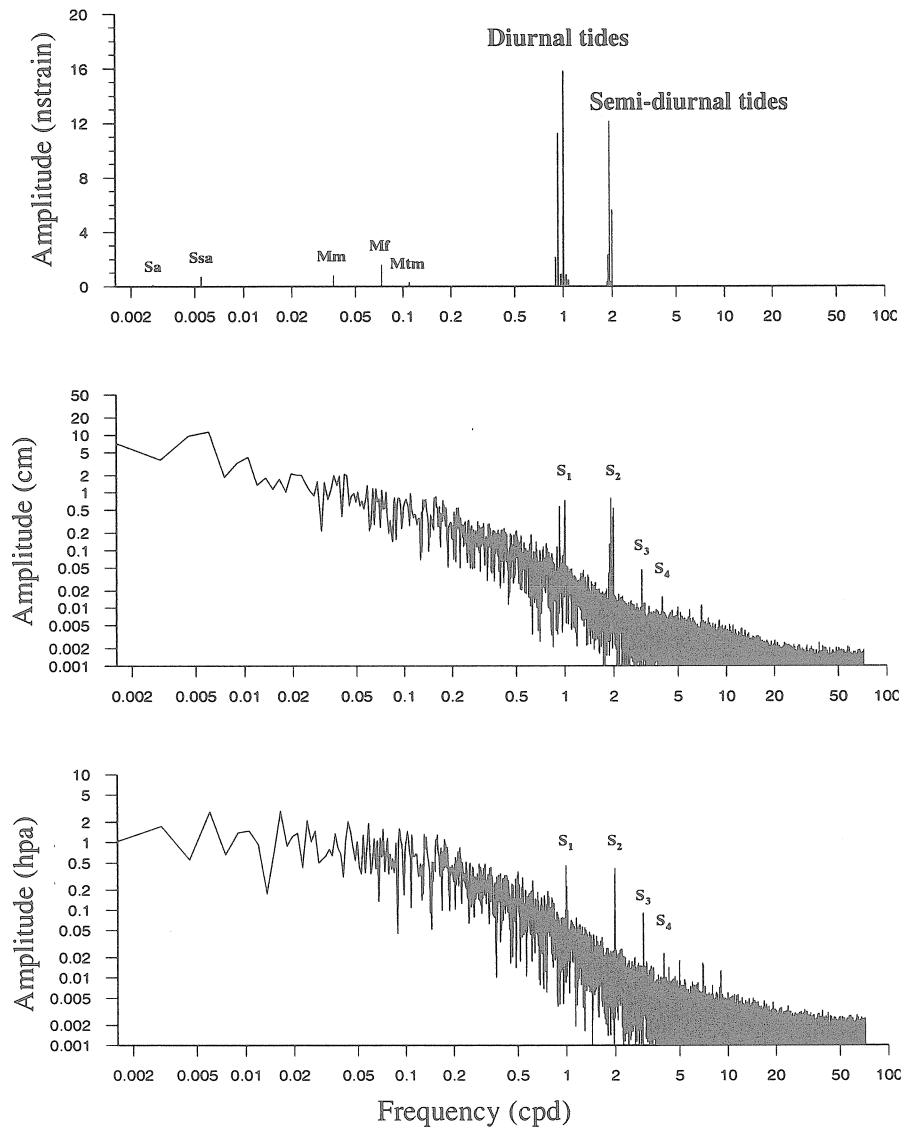 Amplitude (nstrain)
20
16
12
8
4
0
Diurnal tides
Semi-diurnal tides
Sa
Ssa
Mm
Mf
Mtm
0.002 0.005 0.01 0.02 0.05 0.1 0.2 0.5 1 2 5 10 20 50 100
Amplitude (cm)
50
20
10
5
2
1
0.5
0.2
0.1
0.05
0.02
0.01
0.005
0.002
0.001
S1
S2
S3
S4
0.002 0.005 0.01 0.02 0.05 0.1 0.2 0.5 1 2 5 10 20 50 100
Amplitude (hpa)
10
5
2
1
0.5
0.2
0.1
0.05
0.02
0.01
0.005
0.002
0.001
S1
S2
S3
S4
0.002 0.005 0.01 0.02 0.05 0.1 0.2 0.5 1 2 5 10 20 50 100
Frequency (cpd)